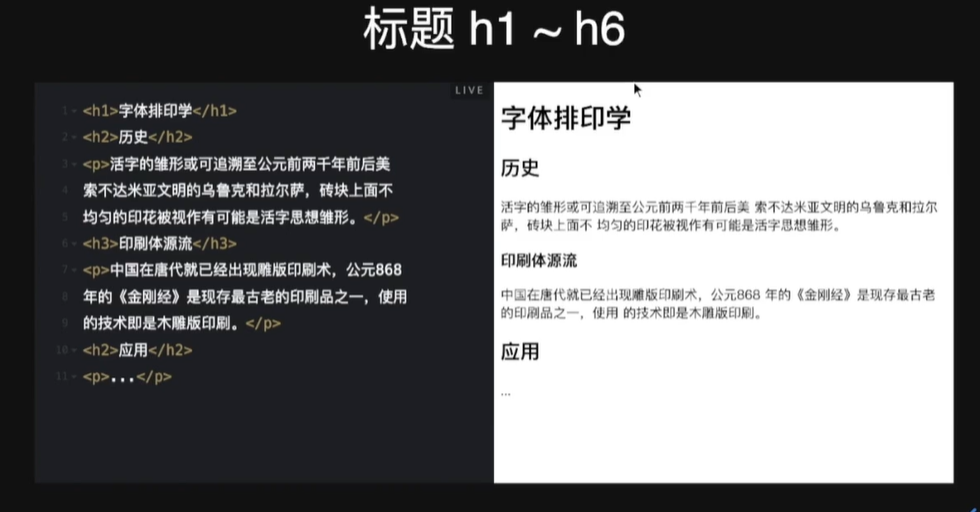 标题 h1 ~ h6
LIVE
1 <h1>字体排印学</h1>
2 <h2>历史</h2>
3 <p>活字的雏形或可追溯至公元前两千年前后美
4 索不达米亚文明的乌鲁克和拉尔萨，砖块上面不
5 均匀的印花被视作有可能是活字思想雏形。</p>
6 <h3>印刷体源流</h3>
7 <p>中国在唐代就已经出现雕版印刷术，公元868
8 年的《金刚经》是现存最古老的印刷品之一，使用
9 的技术即是木雕版印刷。</p>
10 <h2>应用</h2>
11 <p>...</p>
字体排印学
历史
活字的雏形或可追溯至公元前两千年前后美 索不达米亚文明的乌鲁克和拉尔
萨，砖块上面不 均匀的印花被视作有可能是活字思想雏形。
印刷体源流
中国在唐代就已经出现雕版印刷术，公元868 年的《金刚经》是现存最古老
的印刷品之一，使用 的技术即是木雕版印刷。
应用
...